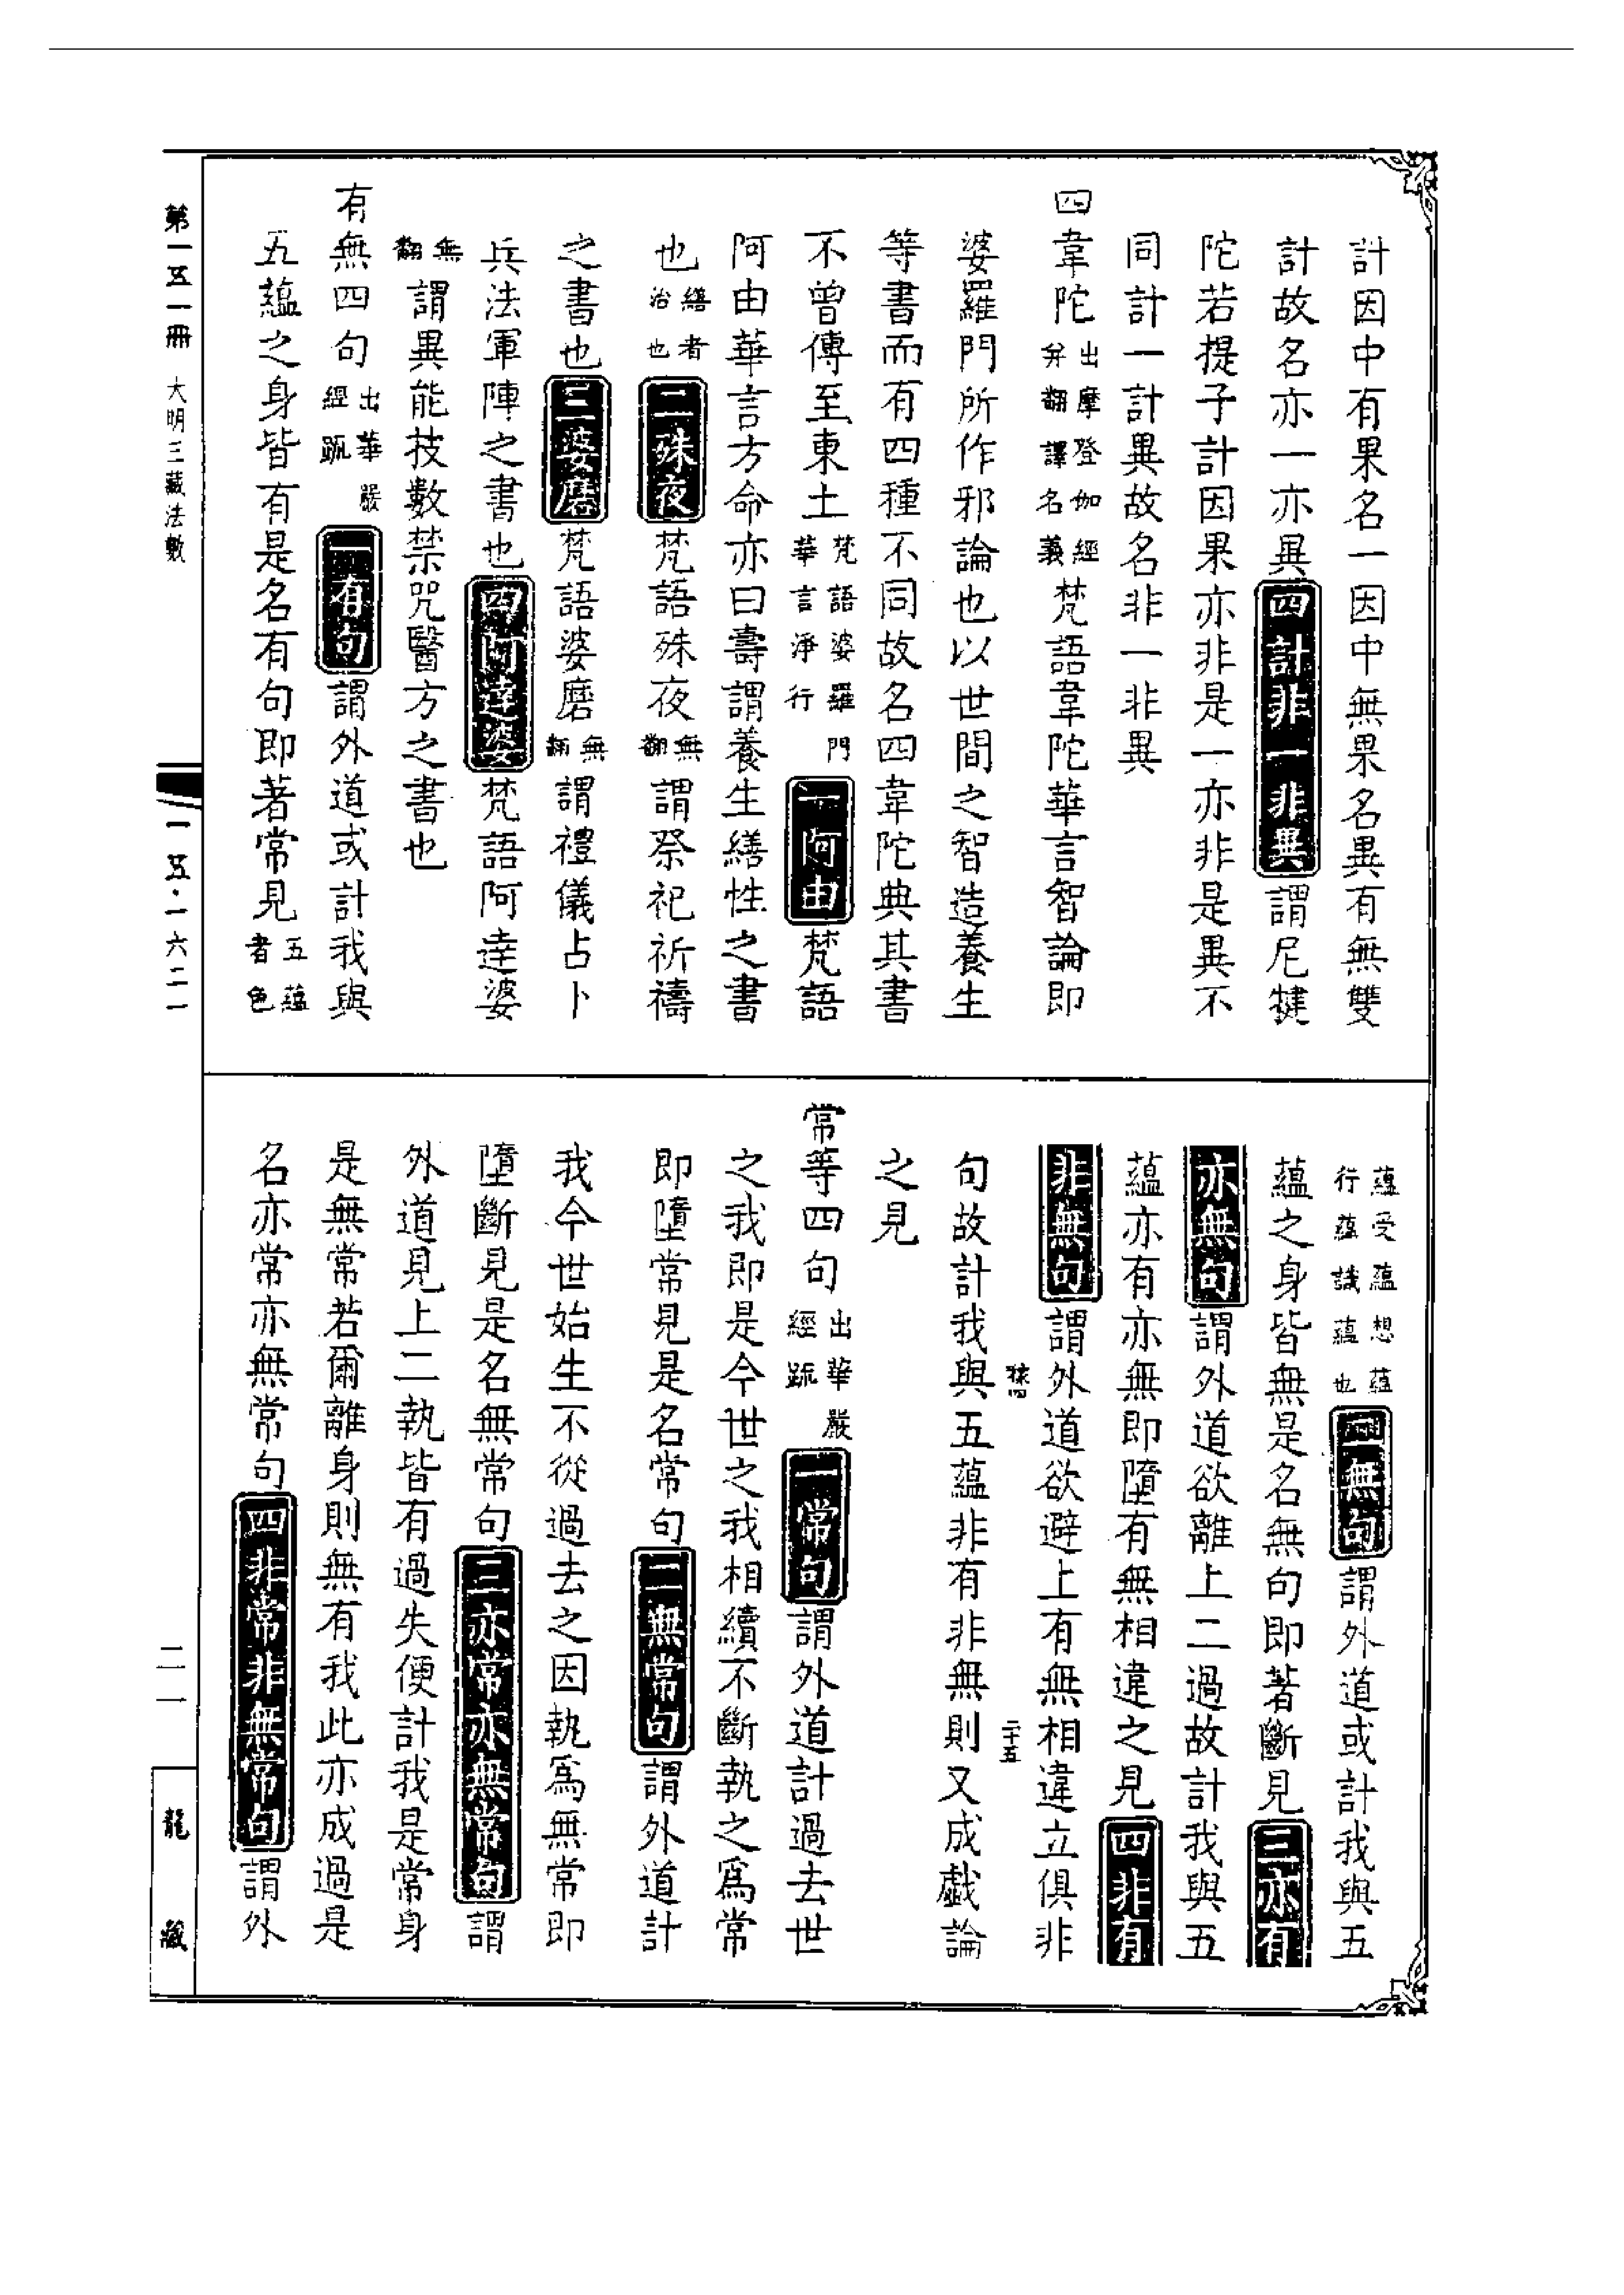 計因中有果名一因中無果名異有無雙
計故名亦一亦異四計非一非異謂尼犍
陀若提子計因果亦非是一亦非是異不
同計一計異故名非一非異
四韋陀出摩登伽經并翻譯名義梵語韋陀華言智論即
婆羅門所作邪論也以世間之智造養生
等書而有四種不同故名四韋陀典其書
不曾傳至東土梵語婆羅門華言淨行一阿由梵語
阿由華言方命亦曰壽謂養生繕性之書
也繕者治也二殊夜梵語殊夜無翻謂祭祀祈禱
之書也三婆磨梵語婆磨無翻謂禮儀占卜
兵法軍陣之書也四阿達婆梵語阿達婆
無翻謂異能技數禁咒醫方之書也
有無四句出華嚴經䟽一有句謂外道或計我與
五蘊之身皆有是名有句即著常見五蘊者色
蘊受蘊想蘊行蘊識蘊也二無句謂外道或計我與五
蘊之身皆無是名無句即著斷見三亦有
亦無句謂外道欲離上二過故計我與五
蘊亦有亦無即墮有無相違之見四非有
非無句謂外道欲避上有無相違立俱非
二十五
句故計我與五蘊非有非無則又成戲論
之見
常等四句出華嚴經䟽一常句謂外道計過去世
之我即是今世之我相續不斷執之爲常
即墮常見是名常句二無常句謂外道計
我今世始生不從過去之因執爲無常即
墮斷見是名無常句三亦常亦無常句謂
外道見上二執皆有過失便計我是常身
是無常若爾離身則無有我此亦成過是
名亦常亦無常句四非常非無常句謂外
第一五一冊 大明三藏法數
一五·一六二一
二一
龍藏